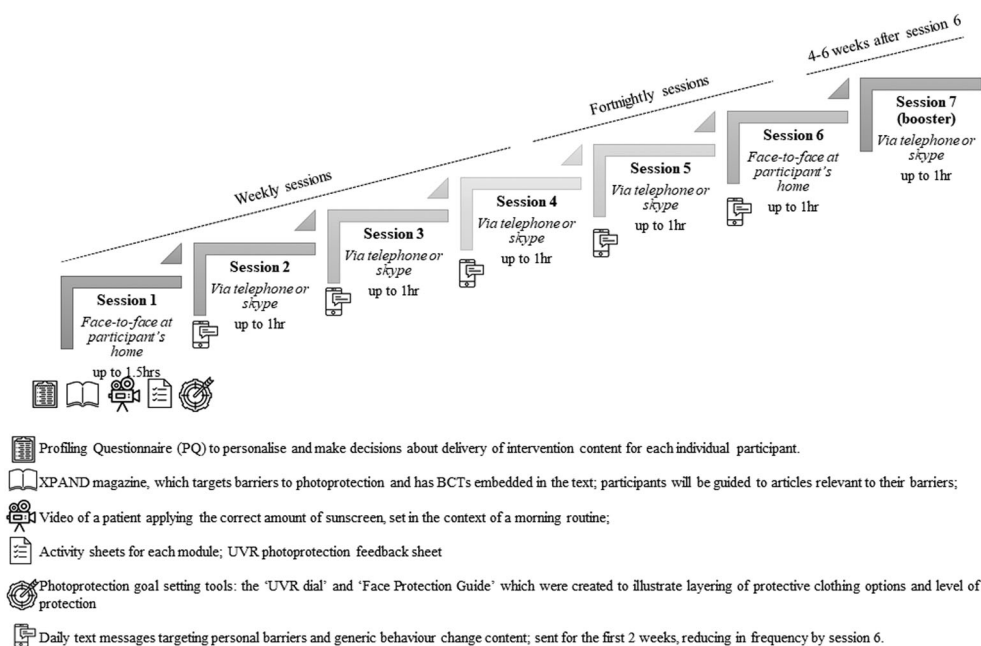 4-6 weeks after session 6
Fortnightly sessions
Weekly sessions
Session 1
Face-to-face at
participant's
home
up to 1.5hrs
Session 2
Via telephone or
skype
up to 1hr
Session 3
Via telephone or
skype
up to 1hr
Session 4
Via telephone or
skype
up to 1hr
Session 5
Via telephone or
skype
up to 1hr
Session 6
Face-to-face at
participant's
home
up to 1hr
Session 7
(booster)
Via telephone or
skype
up to 1hr
Profiling Questionnaire (PQ) to personalise and make decisions about delivery of intervention content for each individual participant.
XPAND magazine, which targets barriers to photoprotection and has BCTs embedded in the text; participants will be guided to articles relevant to their barriers;
Video of a patient applying the correct amount of sunscreen, set in the context of a morning routine;
Activity sheets for each module; UVR photoprotection feedback sheet
Photoprotection goal setting tools: the 'UVR dial' and 'Face Protection Guide' which were created to illustrate layering of protective clothing options and level of
protection
Daily text messages targeting personal barriers and generic behaviour change content; sent for the first 2 weeks, reducing in frequency by session 6.